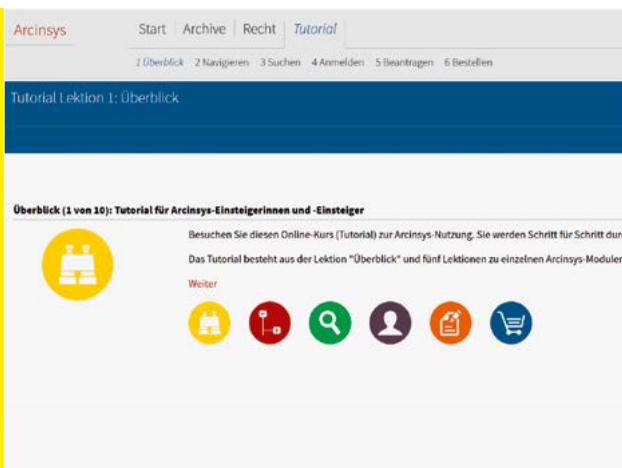 Arcinsys Start Archive Recht Tutorial
1 Überblick 2 Navigieren 3 Suchen 4 Anmelden 5 Beantragen 6 Bestellen
Tutorial Lektion 1: Überblick
Überblick (1 von 10): Tutorial für Arcinsys-Einsteigerinnen und -Einsteiger
Besuchen Sie diesen Online-Kurs (Tutorial) zur Arcinsys-Nutzung. Sie werden Schritt für Schritt dur
Das Tutorial besteht aus der Lektion "Überblick" und fünf Lektionen zu einzelnen Arcinsys-Moduler
Weiter